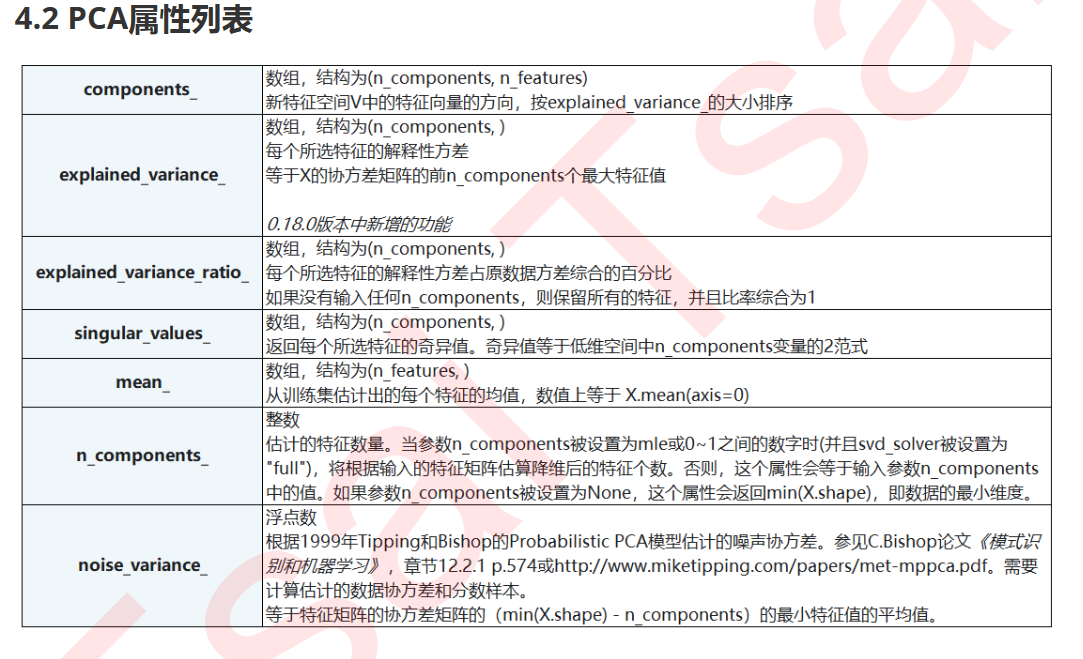 4.2 PCA属性列表
components_
数组，结构为(n_components, n_features)
新特征空间V中的特征向量的方向，按explained_variance_的大小排序
explained_variance_
数组，结构为(n_components, )
每个所选特征的解释性方差
等于X的协方差矩阵的前n_components个最大特征值
0.18.0版本中新增的功能
explained_variance_ratio_
数组，结构为(n_components, )
每个所选特征的解释性方差占原数据方差综合的百分比
如果没有输入任何n_components，则保留所有的特征，并且比率综合为1
singular_values_
数组，结构为(n_components, )
返回每个所选特征的奇异值。奇异值等于低维空间中n_components变量的2范式
mean_
数组，结构为(n_features, )
从训练集估计出的每个特征的均值，数值上等于 X.mean(axis=0)
n_components_
整数
估计的特征数量。当参数n_components被设置为mle或0~1之间的数字时(并且svd_solver被设置为
"full")，将根据输入的特征矩阵估算降维后的特征个数。否则，这个属性会等于输入参数n_components
中的值。如果参数n_components被设置为None，这个属性会返回min(X.shape)，即数据的最小维度。
noise_variance_
浮点数
根据1999年Tipping和Bishop的Probabilistic PCA模型估计的噪声协方差。参见C.Bishop论文《模式识
别和机器学习》，章节12.2.1 p.574或http://www.miketipping.com/papers/met-mppca.pdf。需要
计算估计的数据协方差和分数样本。
等于特征矩阵的协方差矩阵的（min(X.shape) - n_components）的最小特征值的平均值。